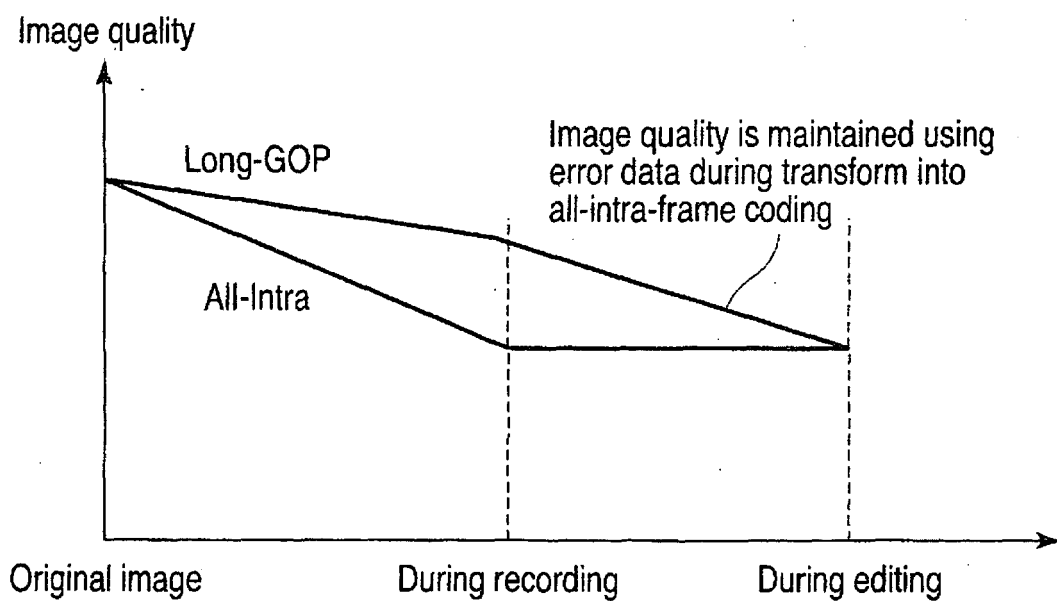 Image quality
Long-GOP
Image quality is maintained using
error data during transform into
all-intra-frame coding
All-Intra
Original image
During recording
During editing